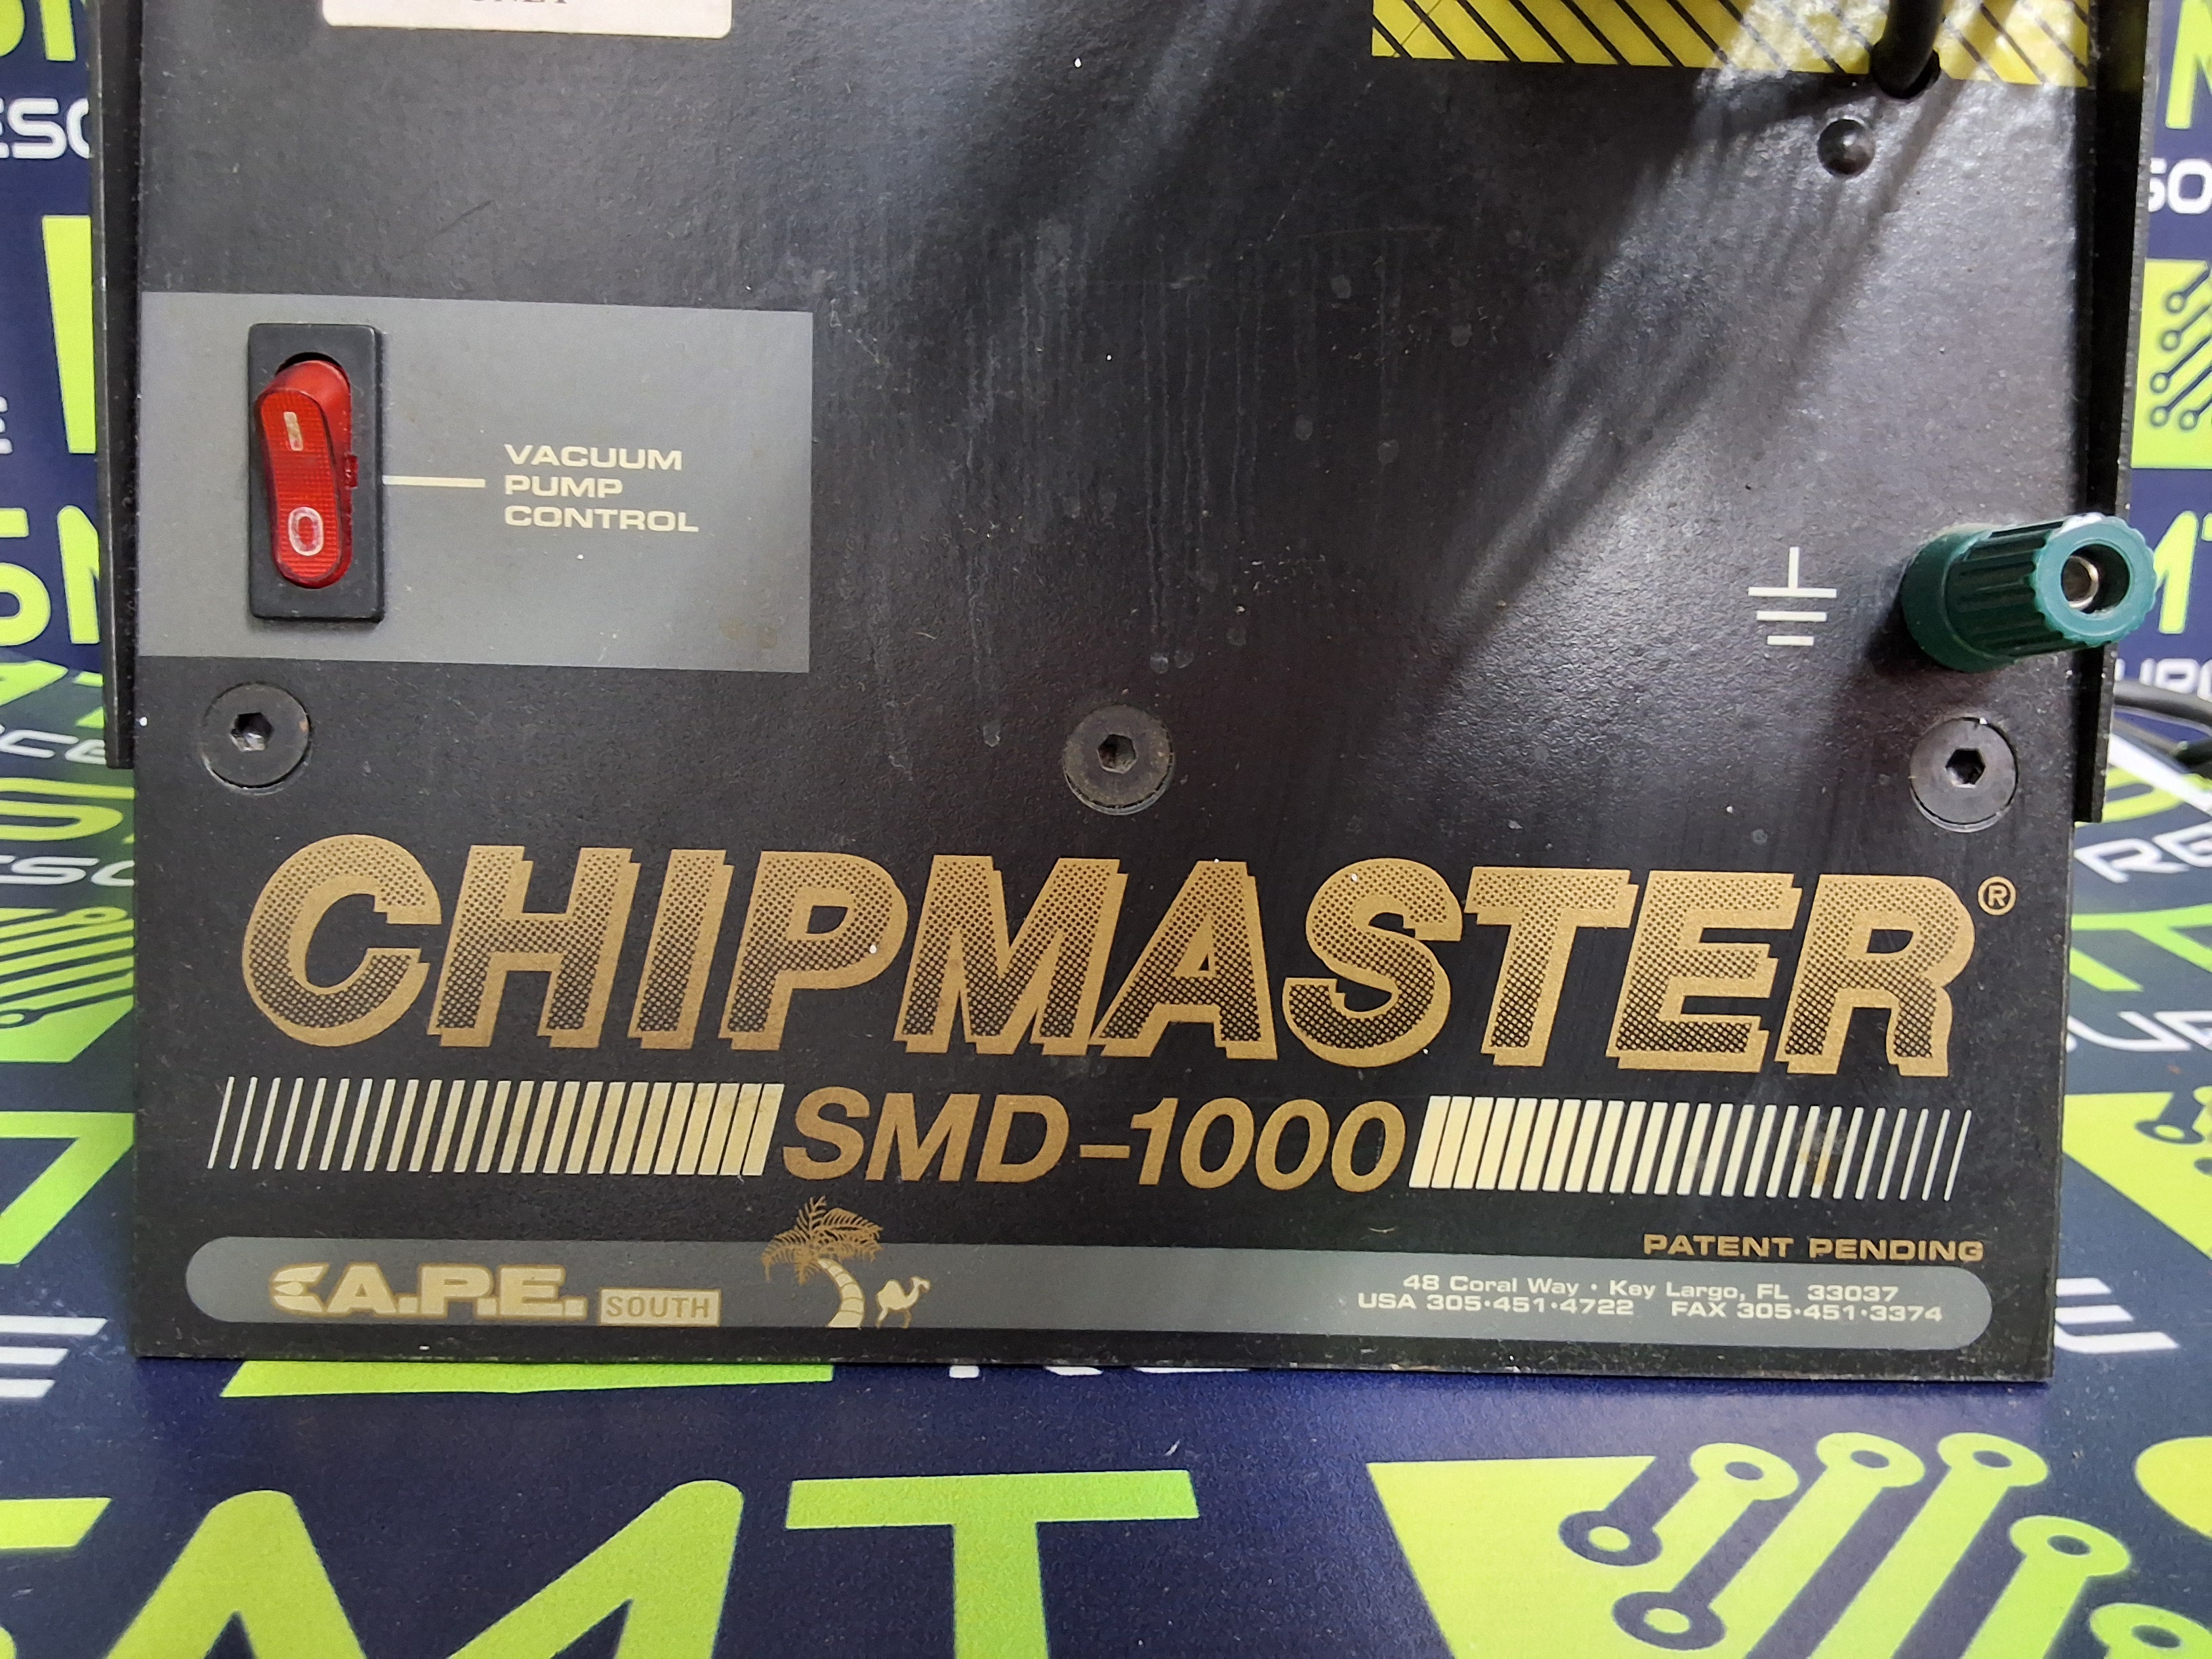 I
O
VACUUM
PUMP
CONTROL
CHIPMASTER®
SMD-1000
PATENT PENDING
A.P.E. SOUTH
48 Coral Way • Key Largo, FL 33037
USA 305•451•4722 FAX 305•451•3374
SMT